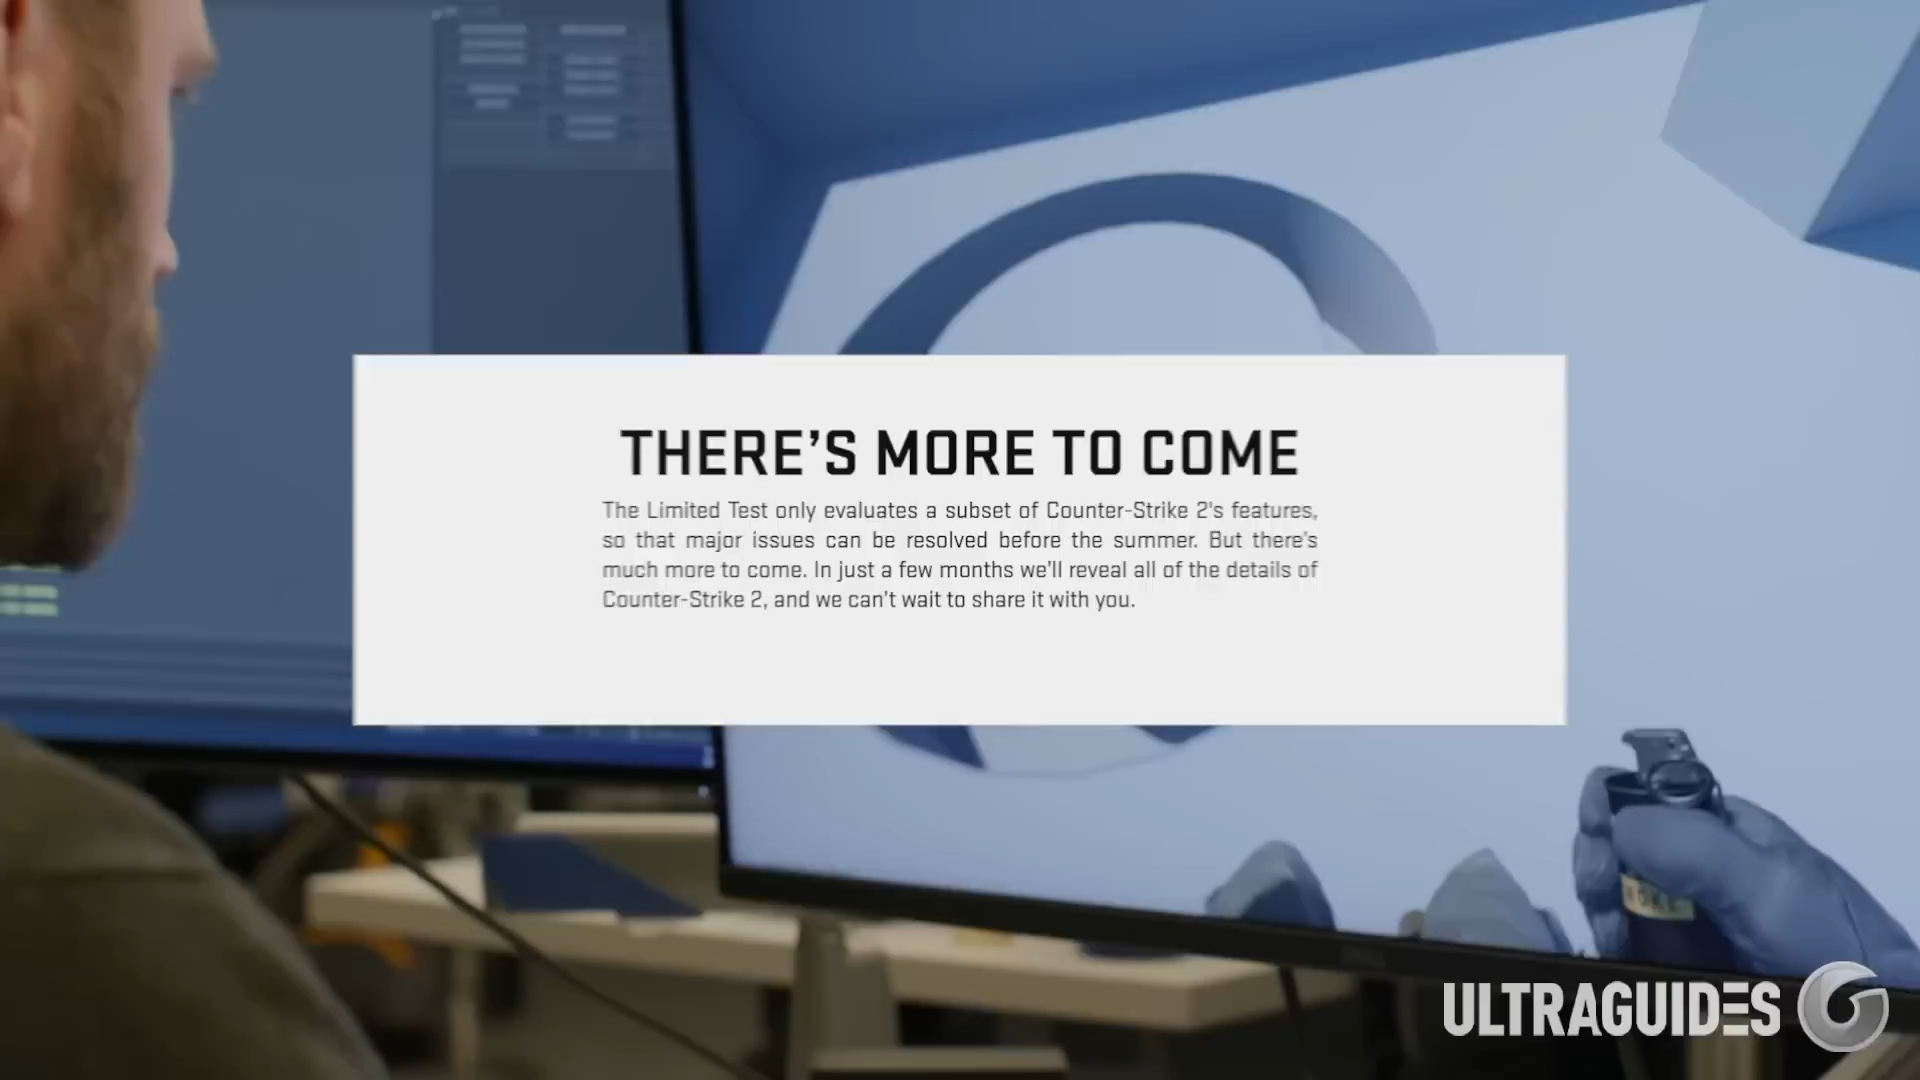 THERE'S MORE TO COME
The Limited Test only evaluates a subset of Counter-Strike 2's features,
so that major issues can be resolved before the summer. But there's
much more to come. In just a few months we'll reveal all of the details of
Counter-Strike 2, and we can't wait to share it with you.
ULTRAGUIDES